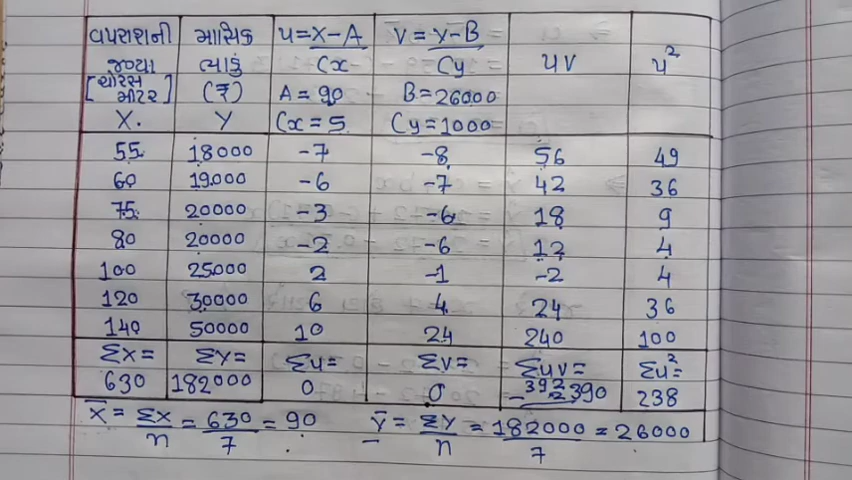 વપરાશની માસિક u=X-A/Cx v=Y-B/Cy uv u²
જગ્યા ભાડું
[ચોરસ મીટર] (₹) A=90 B=26000
X. Y Cx=5 Cy=1000
55 18000 -7 -8 56 49
60 19000 -6 -7 42 36
75 20000 -3 -6 18 9
80 20000 -2 -6 12 4
100 25000 2 -1 -2 4
120 30000 6 4 24 36
140 50000 10 24 240 100
ΣX= ΣY= Σu= Σv= Σuv= Σu²=
630 182000 0 0 390 238
x̄ = ΣX/n = 630/7 = 90 ȳ = ΣY/n = 182000/7 = 26000